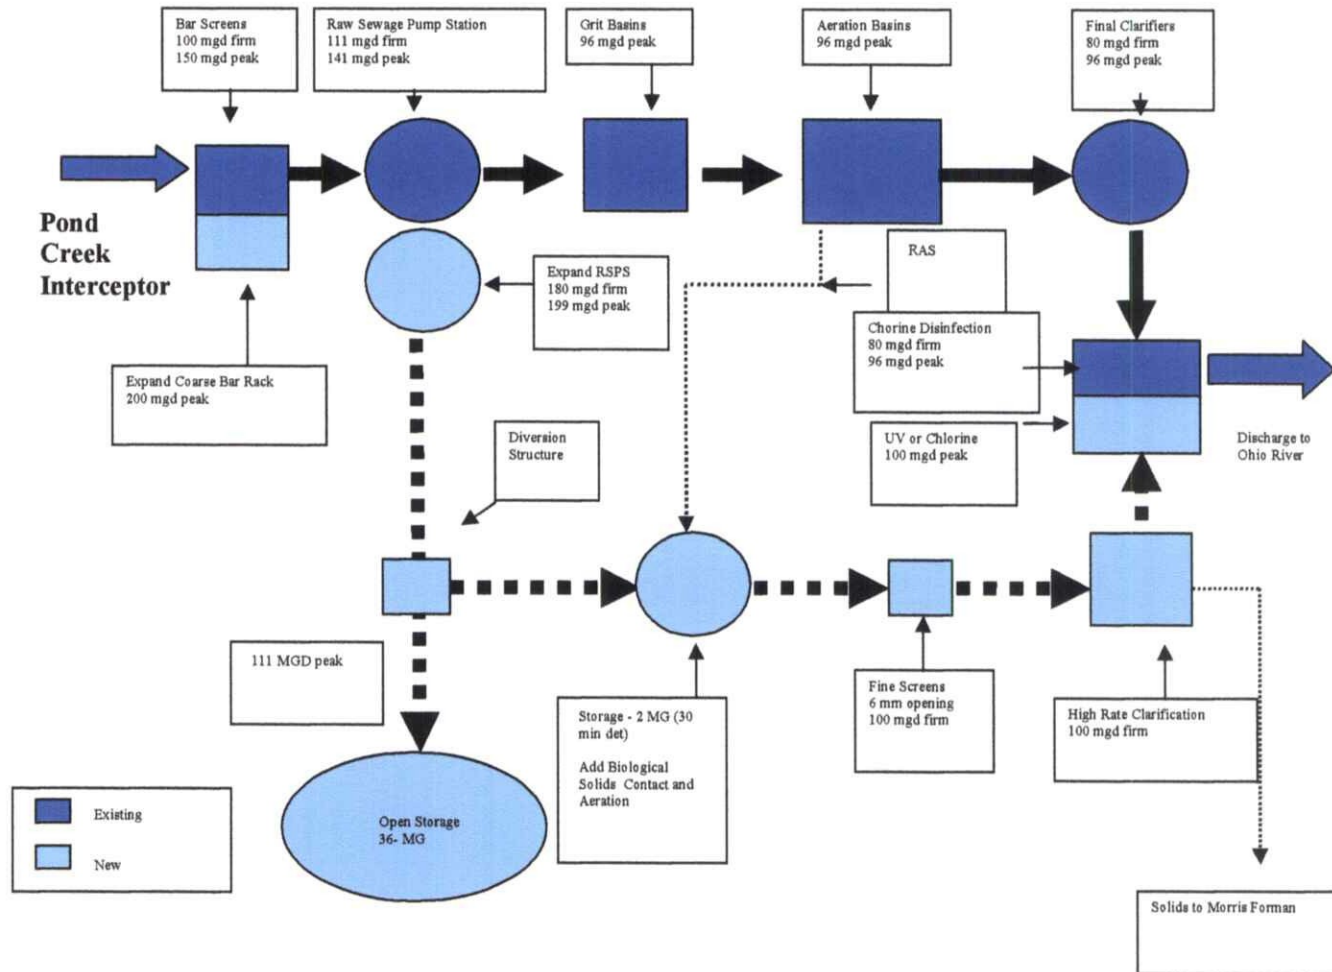 Bar Screens
100 mgd firm
150 mgd peak
Raw Sewage Pump Station
111 mgd firm
141 mgd peak
Grit Basins
96 mgd peak
Aeration Basins
96 mgd peak
Final Clarifiers
80 mgd firm
96 mgd peak
Pond
Creek
Interceptor
Expand RSPS
180 mgd firm
199 mgd peak
RAS
Chorine Disinfection
80 mgd firm
96 mgd peak
Expand Coarse Bar Rack
200 mgd peak
Diversion
Structure
UV or Chlorine
100 mgd peak
Discharge to
Ohio River
111 MGD peak
Storage - 2 MG (30
min det)
Add Biological
Solids Contact and
Aeration
Fine Screens
6 mm opening
100 mgd firm
High Rate Clarification
100 mgd firm
Open Storage
36- MG
Existing
New
Solids to Morris Forman